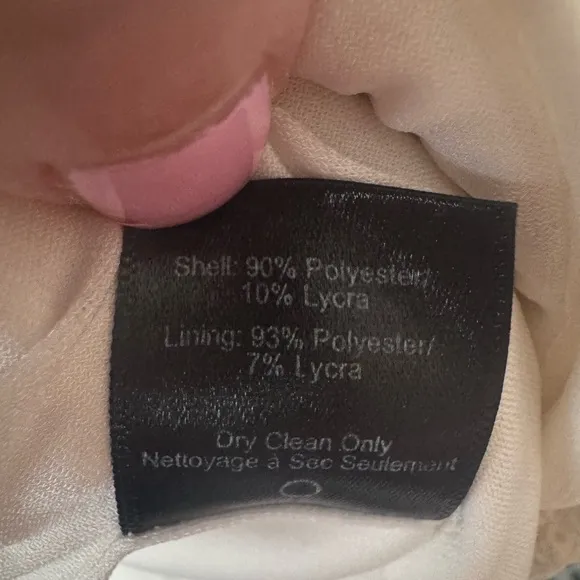 Shell: 90% Polyester/
10% Lycra
Lining: 93% Polyester/
7% Lycra
Dry Clean Only
Nettoyage à Sec Seulement